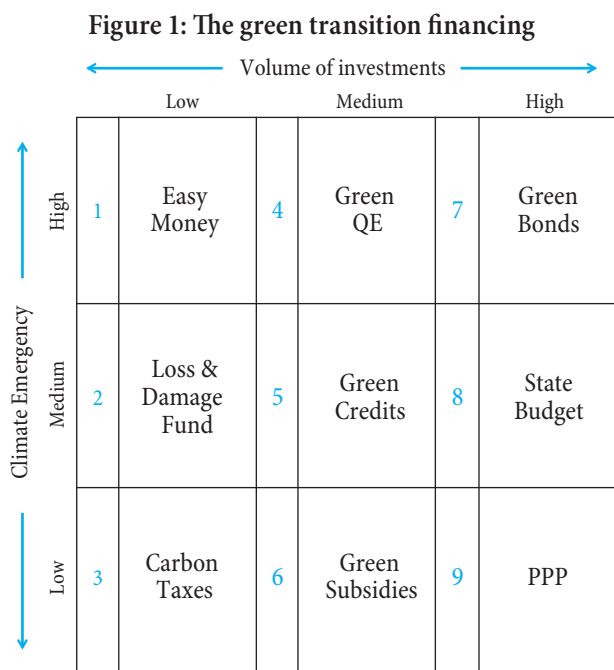 Figure 1: The green transition financing
Volume of investments
Low
Medium
High
Climate Emergency
High
1
Easy
Money
4
Green
QE
7
Green
Bonds
Medium
2
Loss &
Damage
Fund
5
Green
Credits
8
State
Budget
Low
3
Carbon
Taxes
6
Green
Subsidies
9
PPP